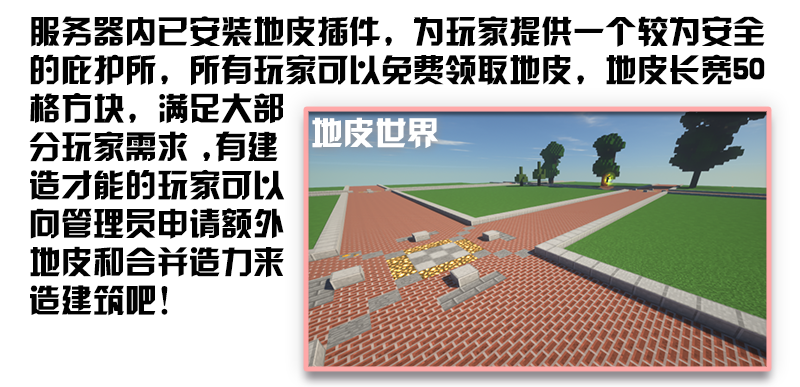 服务器内已安装地皮插件，为玩家提供一个较为安全
的庇护所，所有玩家可以免费领取地皮，地皮长宽50
格方块，满足大部
分玩家需求 ,有建
造才能的玩家可以
向管理员申请额外
地皮和合并造力来
造建筑吧！
地皮世界